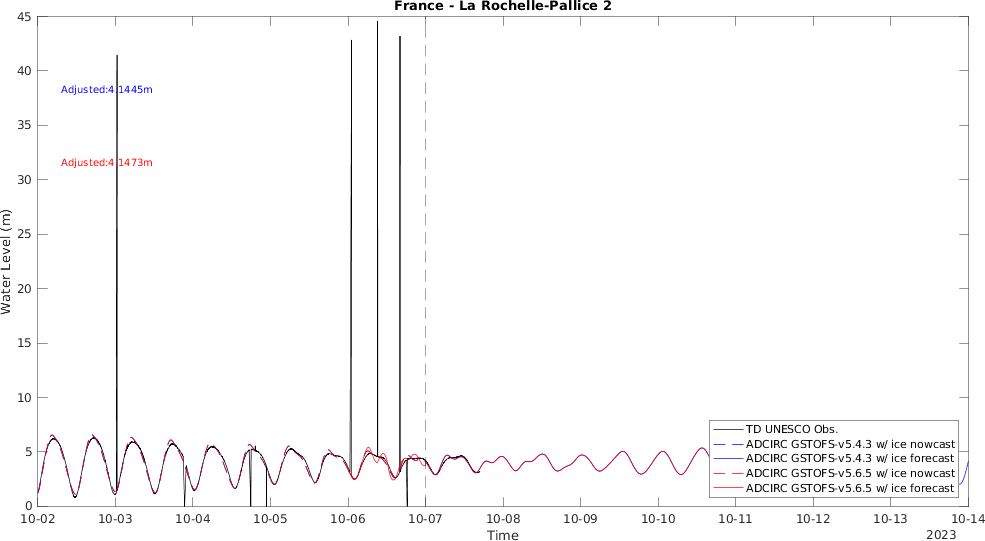 France - La Rochelle-Pallice 2
45
40
35
30
25
20
15
10
5
0
Water Level (m)
Adjusted:4.1445m
Adjusted:4.1473m
TD UNESCO Obs.
ADCIRC GSTOFS-v5.4.3 w/ ice nowcast
ADCIRC GSTOFS-v5.4.3 w/ ice forecast
ADCIRC GSTOFS-v5.6.5 w/ ice nowcast
ADCIRC GSTOFS-v5.6.5 w/ ice forecast
10-02 10-03 10-04 10-05 10-06 10-07 10-08 10-09 10-10 10-11 10-12 10-13 10-14
Time
2023